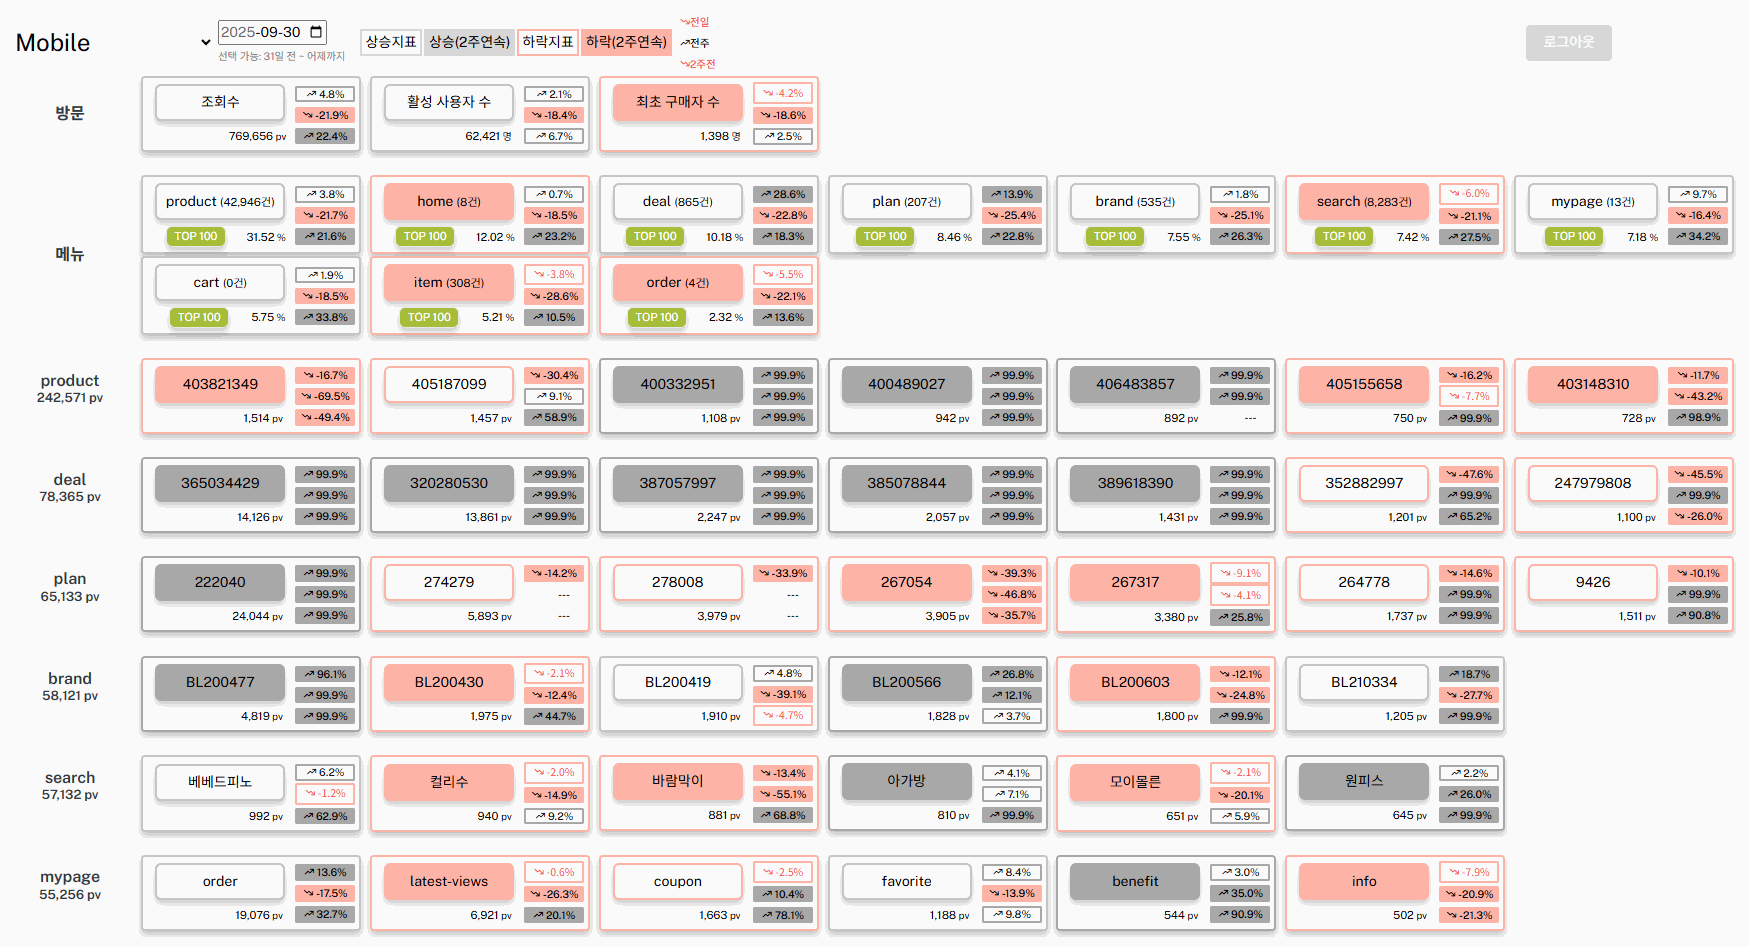 Mobile
2025-09-30
선택 가능: 31일 전 ~ 어제까지
상승지표 상승(2주연속) 하락지표 하락(2주연속)
전일
전주
2주전
로그아웃
방문
조회수 4.8% -21.9% 769,656 pv 22.4%
활성 사용자 수 2.1% -18.4% 62,421 명 6.7%
최초 구매자 수 -4.2% -18.6% 1,398 명 2.5%
메뉴
product (42,946건) 3.8% -21.7% TOP 100 31.52 % 21.6%
home (8건) 0.7% -18.5% TOP 100 12.02 % 23.2%
deal (865건) 28.6% -22.8% TOP 100 10.18 % 18.3%
plan (207건) 13.9% -25.4% TOP 100 8.46 % 22.8%
brand (535건) 1.8% -25.1% TOP 100 7.55 % 26.3%
search (8,283건) -6.0% -21.1% TOP 100 7.42 % 27.5%
mypage (13건) 9.7% -16.4% TOP 100 7.18 % 34.2%
cart (0건) 1.9% -18.5% TOP 100 5.75 % 33.8%
item (308건) -3.8% -28.6% TOP 100 5.21 % 10.5%
order (4건) -5.5% -22.1% TOP 100 2.32 % 13.6%
product
242,571 pv
403821349 -16.7% -69.5% 1,514 pv -49.4%
405187099 -30.4% 9.1% 1,457 pv 58.9%
400332951 99.9% 99.9% 1,108 pv 99.9%
400489027 99.9% 99.9% 942 pv 99.9%
406483857 99.9% 99.9% 892 pv ---
405155658 -16.2% -7.7% 750 pv 99.9%
403148310 -11.7% -43.2% 728 pv 98.9%
deal
78,365 pv
365034429 99.9% 99.9% 14,126 pv 99.9%
320280530 99.9% 99.9% 13,861 pv 99.9%
387057997 99.9% 99.9% 2,247 pv 99.9%
385078844 99.9% 99.9% 2,057 pv 99.9%
389618390 99.9% 99.9% 1,431 pv 99.9%
352882997 -47.6% 99.9% 1,201 pv 65.2%
247979808 -45.5% 99.9% 1,100 pv -26.0%
plan
65,133 pv
222040 99.9% 99.9% 24,044 pv 99.9%
274279 -14.2% --- 5,893 pv ---
278008 -33.9% --- 3,979 pv ---
267054 -39.3% -46.8% 3,905 pv -35.7%
267317 -9.1% -4.1% 3,380 pv 25.8%
264778 -14.6% 99.9% 1,737 pv 99.9%
9426 -10.1% 99.9% 1,511 pv 90.8%
brand
58,121 pv
BL200477 96.1% 99.9% 4,819 pv 99.9%
BL200430 -2.1% -12.4% 1,975 pv 44.7%
BL200419 4.8% -39.1% 1,910 pv -4.7%
BL200566 26.8% 12.1% 1,828 pv 3.7%
BL200603 -12.1% -24.8% 1,800 pv 99.9%
BL210334 18.7% -27.7% 1,205 pv 99.9%
search
57,132 pv
베베드피노 6.2% -1.2% 992 pv 62.9%
컬리수 -2.0% -14.9% 940 pv 9.2%
바람막이 -13.4% -55.1% 881 pv 68.8%
아가방 4.1% 7.1% 810 pv 99.9%
모이몰른 -2.1% -20.1% 651 pv 5.9%
원피스 2.2% 26.0% 645 pv 99.9%
mypage
55,256 pv
order 13.6% -17.5% 19,076 pv 32.7%
latest-views -0.6% -26.3% 6,921 pv 20.1%
coupon -2.5% 10.4% 1,663 pv 78.1%
favorite 8.4% -13.9% 1,188 pv 9.8%
benefit 3.0% 35.0% 544 pv 90.9%
info -7.9% -20.9% 502 pv -21.3%